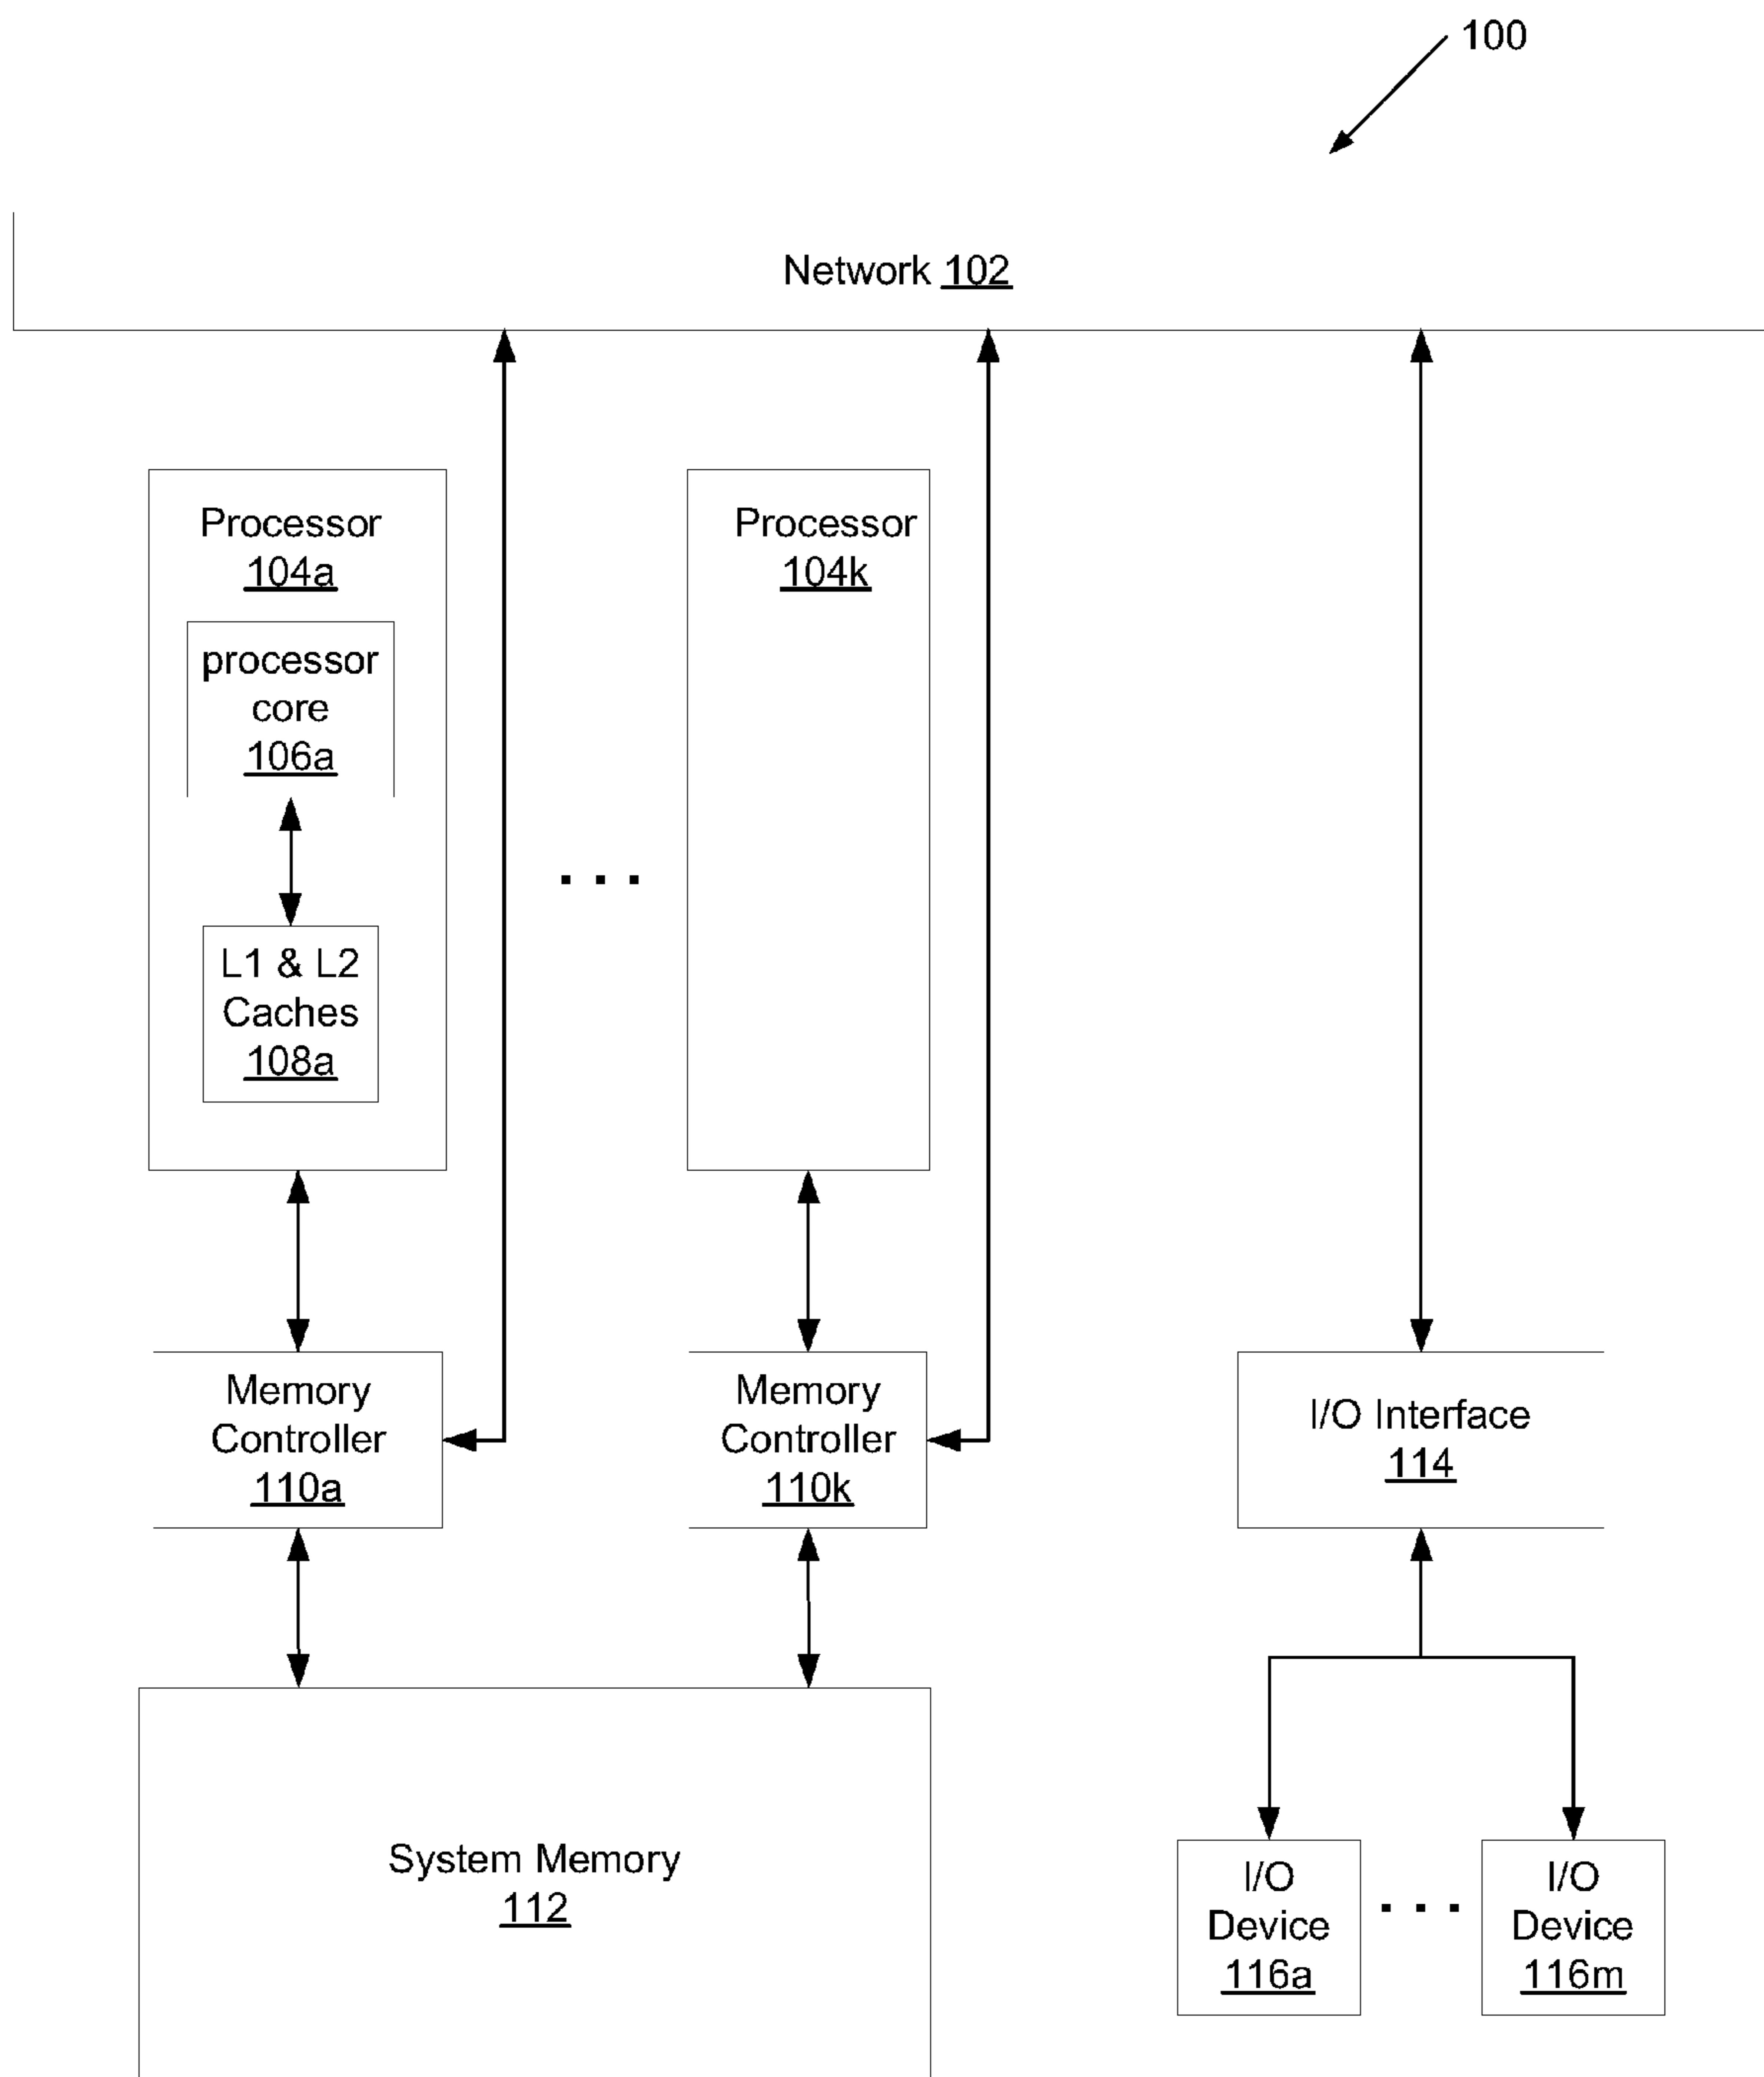 100
Network 102
Processor
104a
processor
core
106a
L1 & L2
Caches
108a
. . .
Processor
104k
Memory
Controller
110a
Memory
Controller
110k
I/O Interface
114
System Memory
112
I/O
Device
116a
. . .
I/O
Device
116m